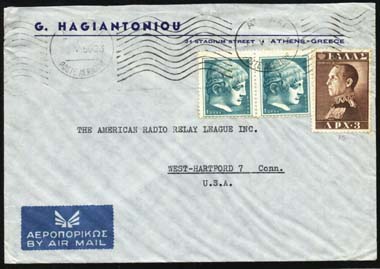 G. HAGIANTONIOU
21 STADIUM STREET ATHENS-GREECE
ΕΛΛΑΣ
ΔΡΧ·3
THE AMERICAN RADIO RELAY LEAGUE INC.
WEST-HARTFORD 7 Conn.
U.S.A.
ΑΕΡΟΠΟΡΙΚΩΣ
BY AIR MAIL